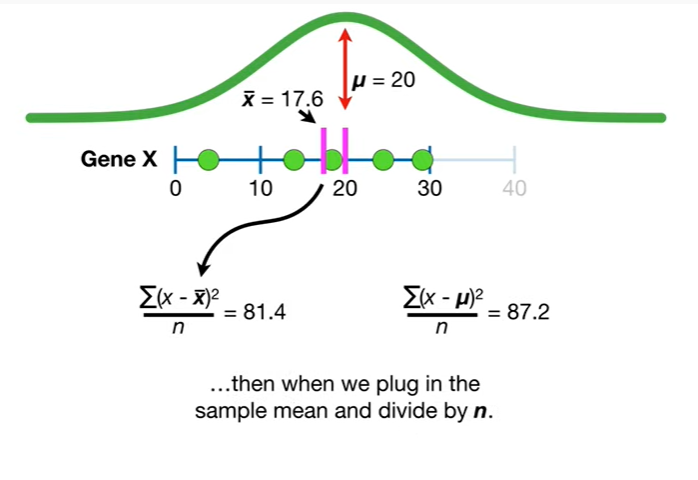 μ = 20
x̄ = 17.6
Gene X
0 10 20 30 40
∑(x - x̄)²
n
= 81.4
∑(x - μ)²
n
= 87.2
...then when we plug in the
sample mean and divide by n.